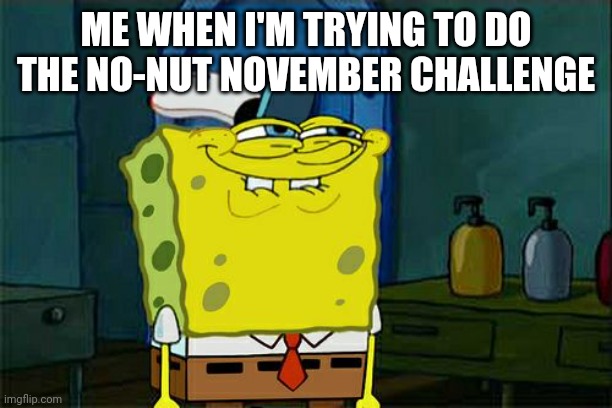 ME WHEN I'M TRYING TO DO
THE NO-NUT NOVEMBER CHALLENGE
imgflip.com